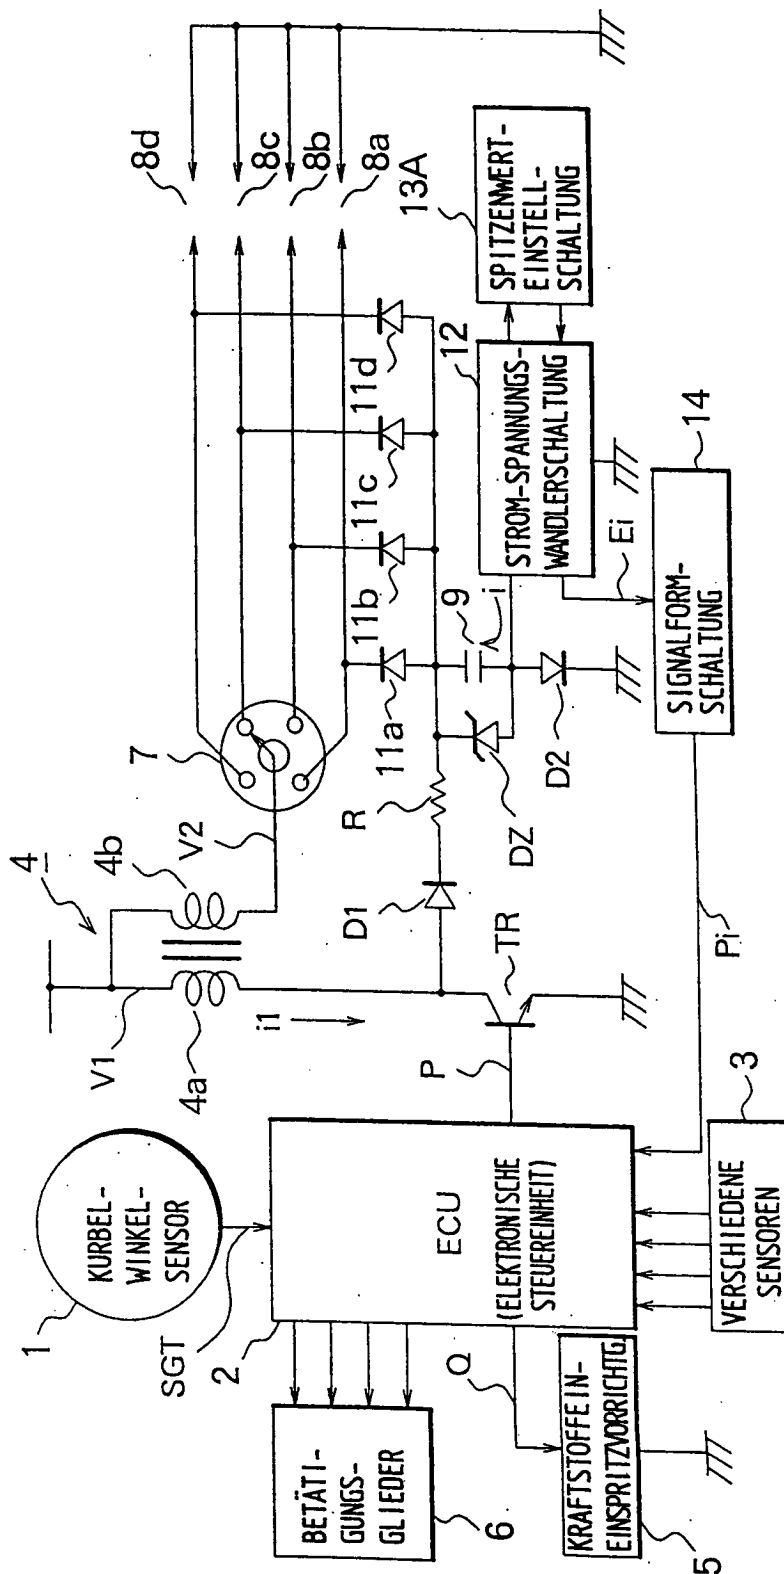 1
KURBEL-
WINKEL-
SENSOR
SGT
2
ECU
(ELEKTRONISCHE
STEUEREINHEIT)
BETÄTI-
GUNGS-
GLIEDER
6
Q
KRAFTSTOFFEIN-
EINSPRITZVORRICHTG.
5
VERSCHIEDENE
SENSOREN
3
P
TR
Pi
V1
4a
i1
4
4b
V2
7
D1
R
DZ
D2
9
i
11a
11b
11c
11d
8d
8c
8b
8a
12
STROM-SPANNUNGS-
WANDLERSCHALTUNG
13A
SPITZENWERT-
EINSTELL-
SCHALTUNG
Ei
14
SIGNALFORM-
SCHALTUNG